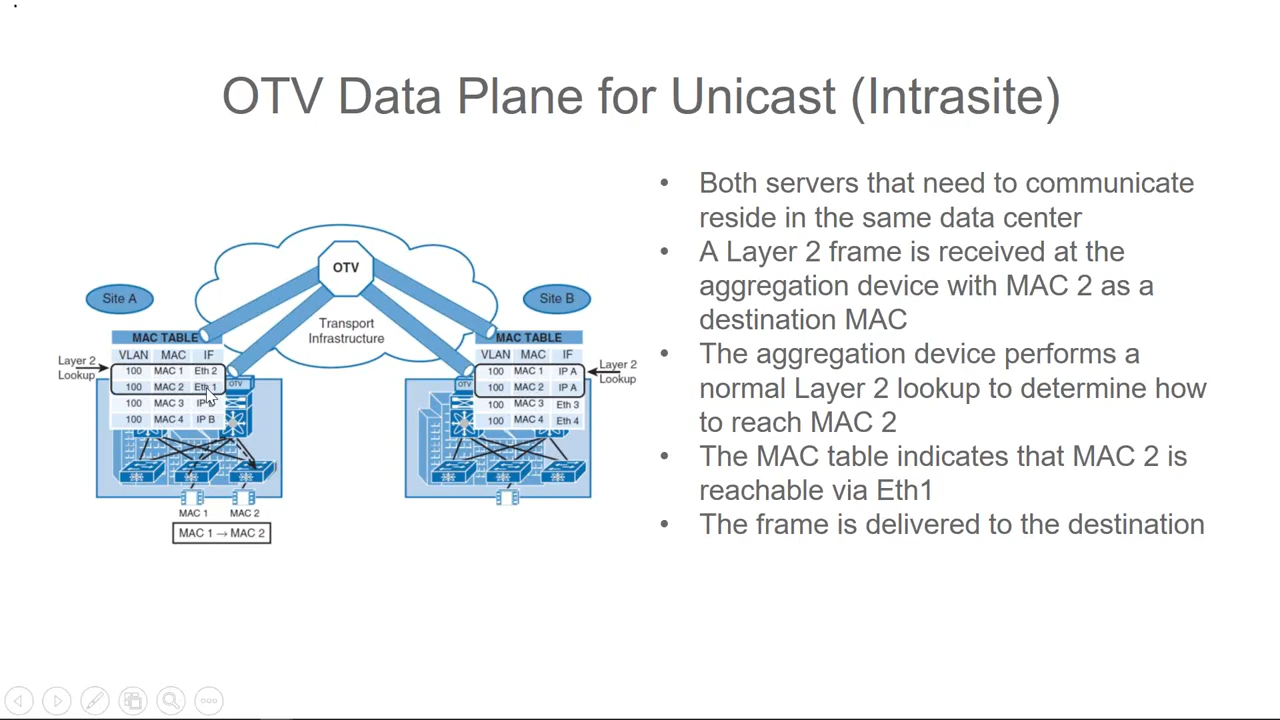 OTV Data Plane for Unicast (Intrasite)
• Both servers that need to communicate
reside in the same data center
• A Layer 2 frame is received at the
aggregation device with MAC 2 as a
destination MAC
• The aggregation device performs a
normal Layer 2 lookup to determine how
to reach MAC 2
• The MAC table indicates that MAC 2 is
reachable via Eth1
• The frame is delivered to the destination
OTV
Transport
Infrastructure
Site A
Site B
MAC TABLE
VLAN MAC IF
100 MAC 1 Eth 2
100 MAC 2 Eth 1
100 MAC 3
100 MAC 4 IP B
Layer 2
Lookup
OTV
MAC 1 MAC 2
MAC 1 → MAC 2
MAC TABLE
VLAN MAC IF
100 MAC 1 IP A
100 MAC 2 IP A
100 MAC 3 Eth 3
100 MAC 4 Eth 4
Layer 2
Lookup
OTV